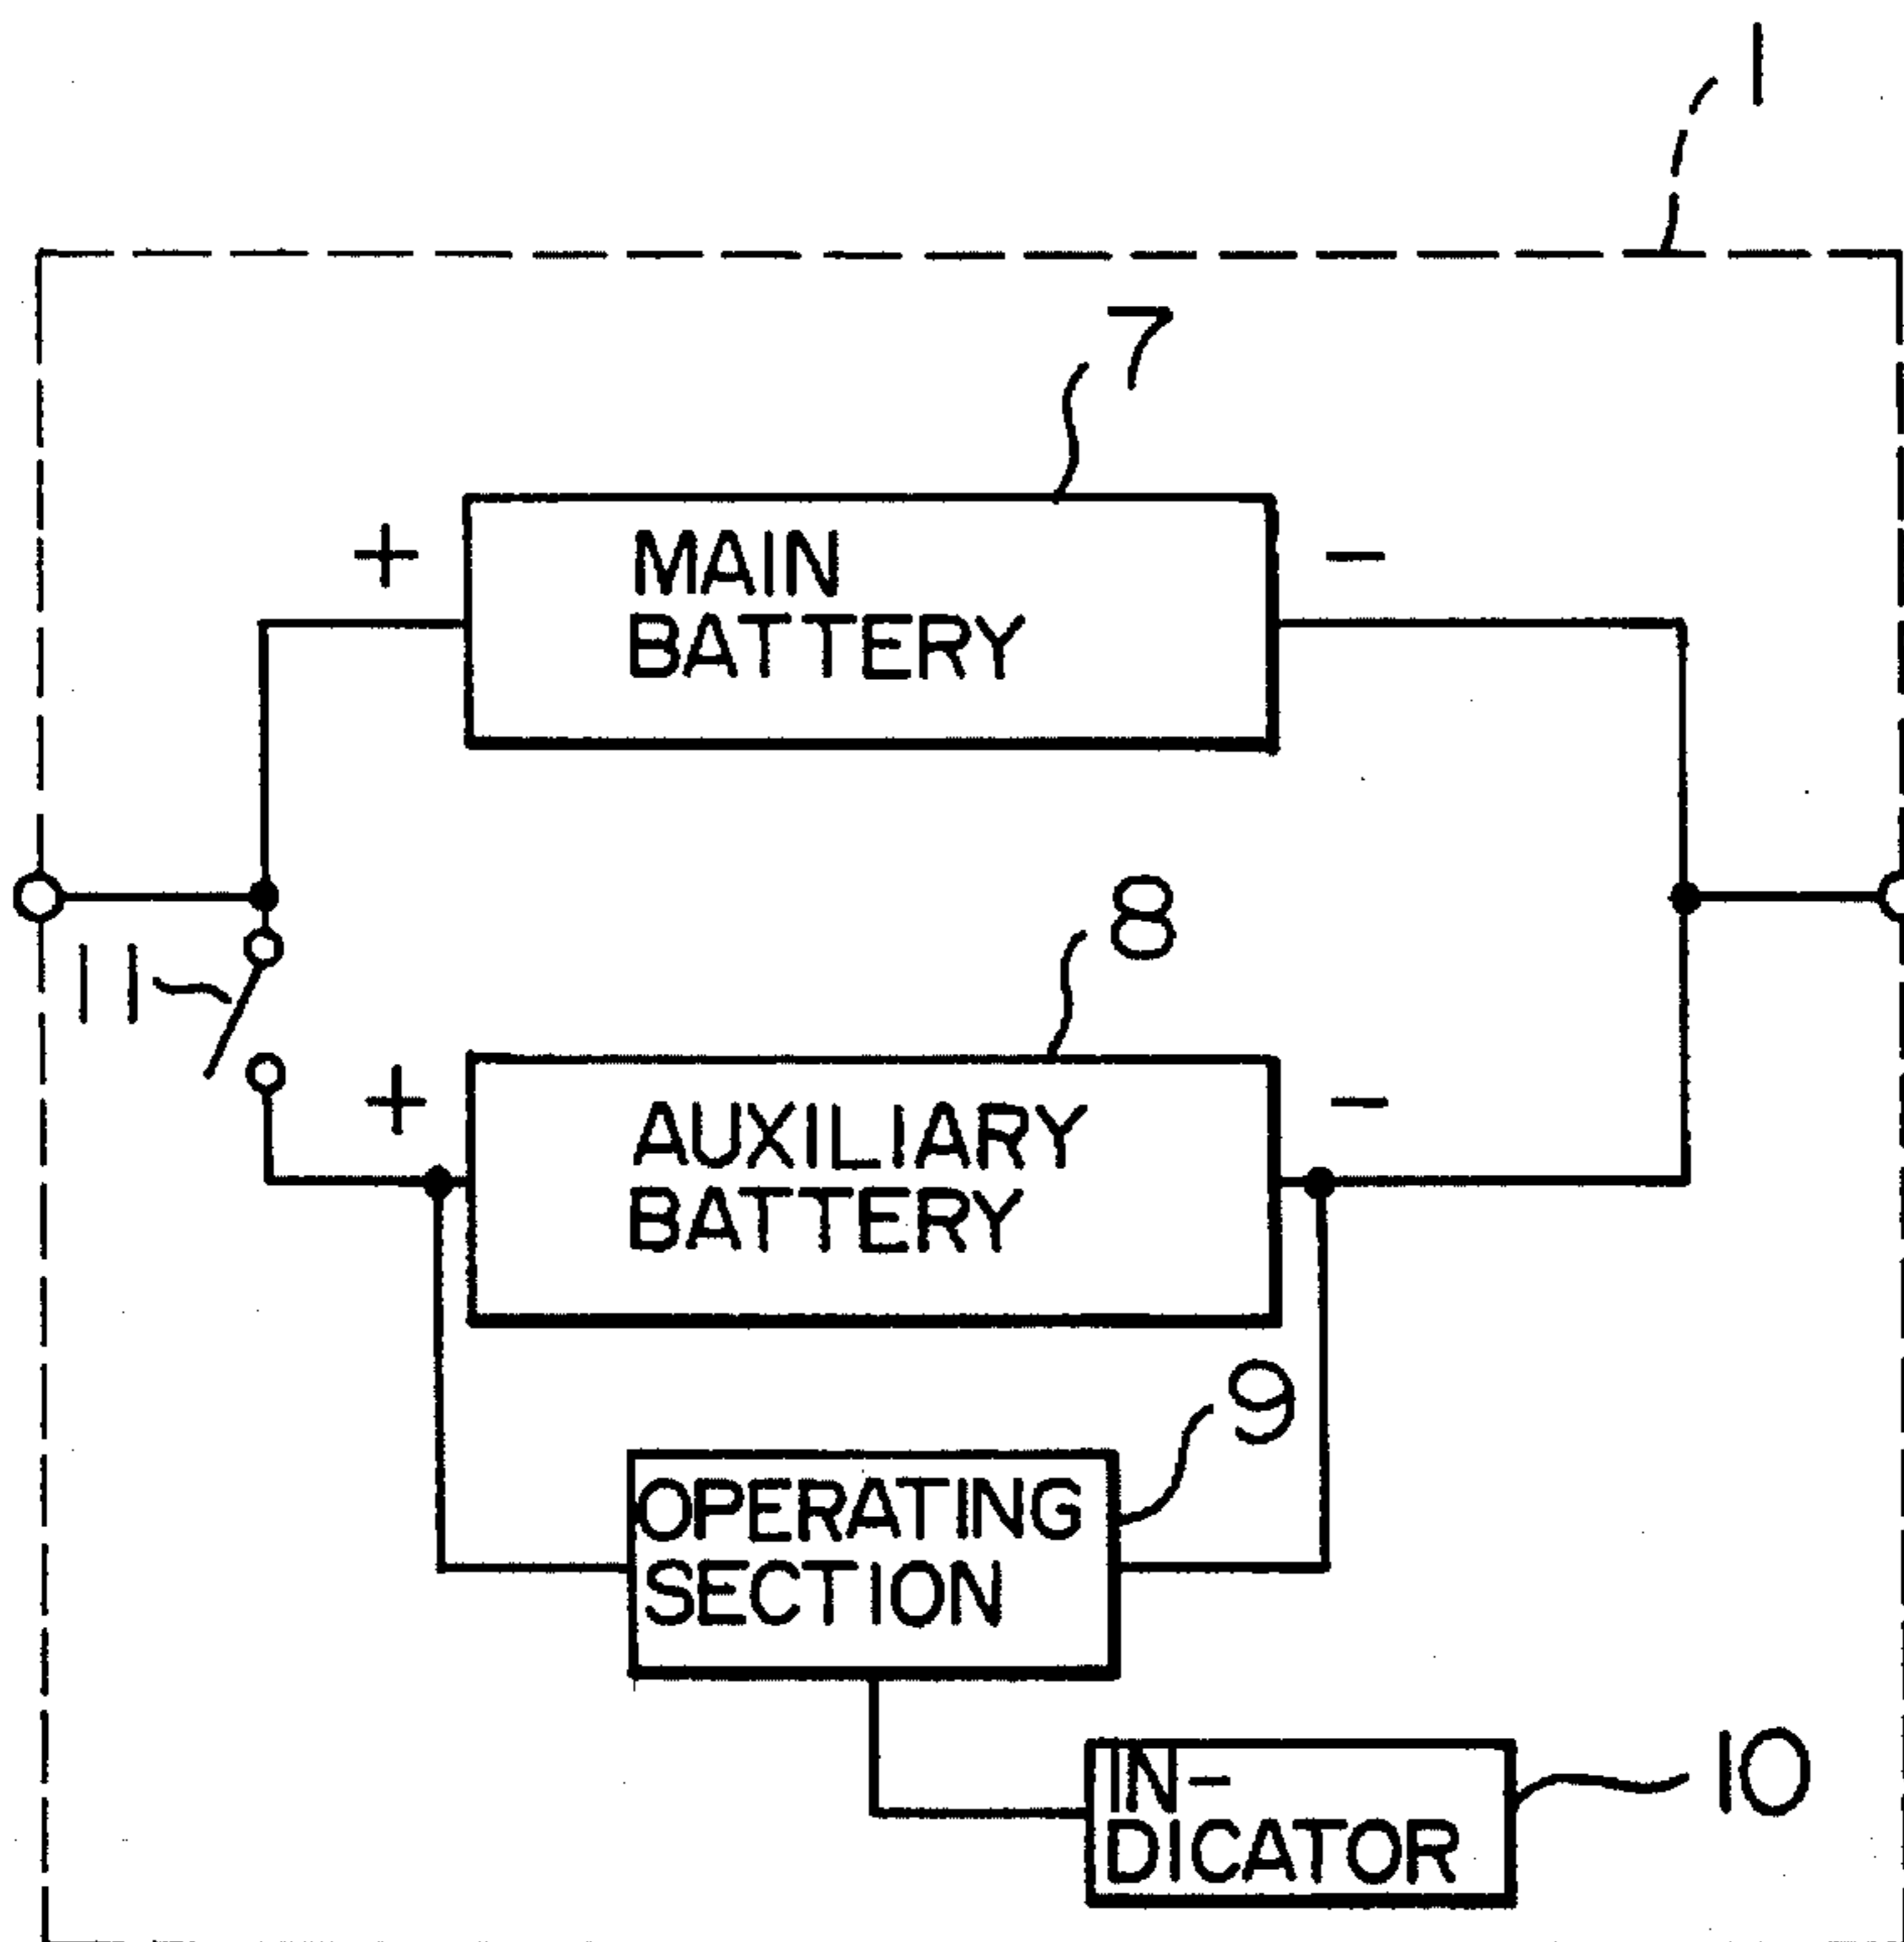 1
7
+
MAIN
BATTERY
−
8
11
+
AUXILIARY
BATTERY
−
9
OPERATING
SECTION
IN-
DICATOR
10